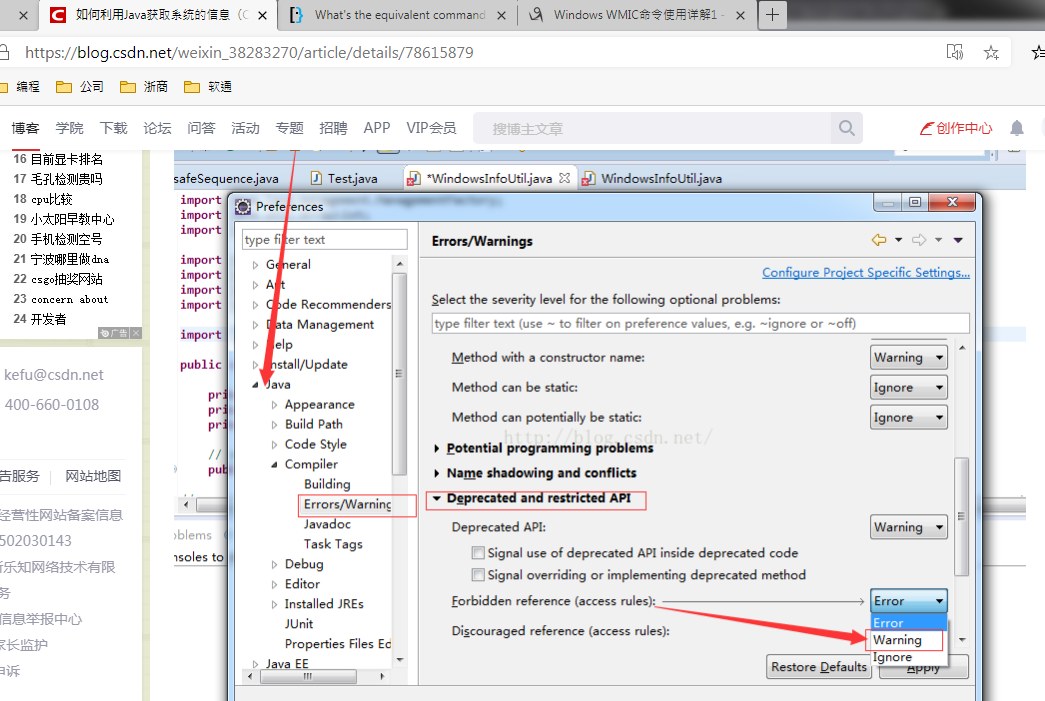 如何利用Java获取系统的信息（C
What's the equivalent command
Windows WMIC命令使用详解1 -
https://blog.csdn.net/weixin_38283270/article/details/78615879
编程 公司 浙商 软通
博客 学院 下载 论坛 问答 活动 专题 招聘 APP VIP会员 搜博主文章 创作中心
16 目前显卡排名
17 毛孔检测贵吗
18 cpu比较
19 小太阳早教中心
20 手机检测空号
21 宁波哪里做dna
22 csgo抽奖网站
23 concern about
24 开发者
广告
kefu@csdn.net
400-660-0108
告服务 网站地图
经营性网站备案信息
502030143
乐知网络技术有限
务
信息举报中心
家长监护
申诉
safeSequence.java Test.java *WindowsInfoUtil.java WindowsInfoUtil.java
import
import
import
import
import
import
import
import
public
pri
pri
pri
//
pub
//
oblems
nsoles to
Preferences
type filter text
General
Ant
Code Recommenders
Data Management
Help
Install/Update
Java
Appearance
Build Path
Code Style
Compiler
Building
Errors/Warning
Javadoc
Task Tags
Debug
Editor
Installed JREs
JUnit
Properties Files Ed
Java EE
Errors/Warnings
Configure Project Specific Settings...
Select the severity level for the following optional problems:
type filter text (use ~ to filter on preference values, e.g. ~ignore or ~off)
Method with a constructor name: Warning
Method can be static: Ignore
Method can potentially be static: Ignore
http://blog.csdn.net/
Potential programming problems
Name shadowing and conflicts
Deprecated and restricted API
Deprecated API: Warning
Signal use of deprecated API inside deprecated code
Signal overriding or implementing deprecated method
Forbidden reference (access rules): Error
Error
Discouraged reference (access rules):
Warning
Ignore
Restore Defaults Apply